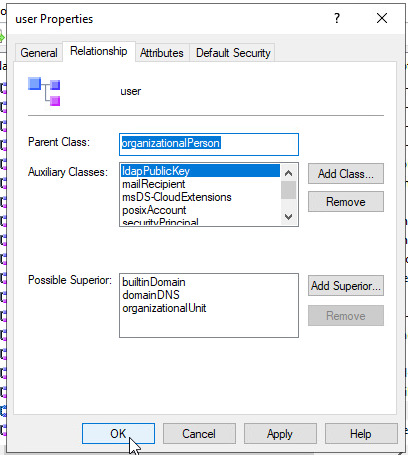 user Properties
?
General Relationship Attributes Default Security
user
Parent Class: organizationalPerson
Auxiliary Classes: ldapPublicKey
mailRecipient
msDS-CloudExtensions
posixAccount
securityPrincipal
Add Class...
Remove
Possible Superior: builtinDomain
domainDNS
organizationalUnit
Add Superior...
Remove
OK Cancel Apply Help